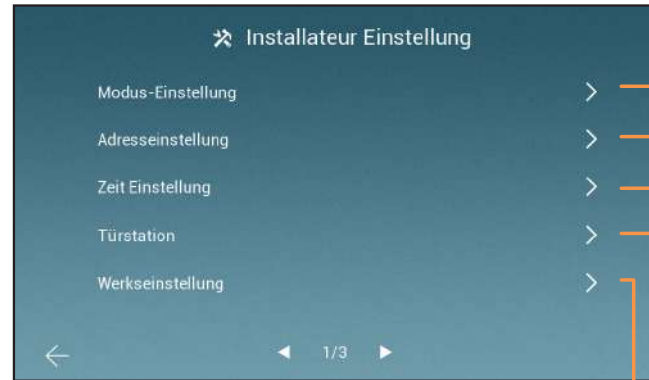 Installateur Einstellung
Modus-Einstellung
Adresseinstellung
Zeit Einstellung
Türstation
Werkseinstellung
1/3